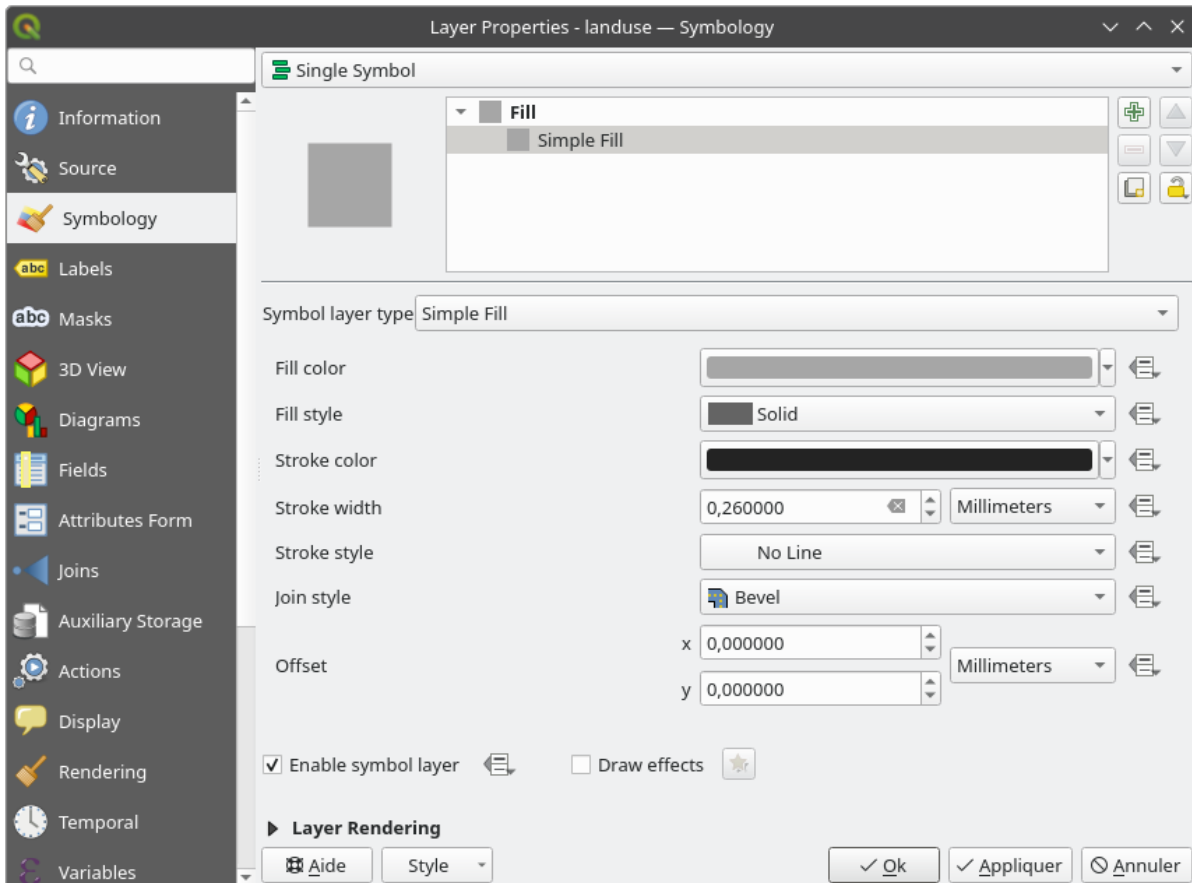 Layer Properties - landuse — Symbology
Information
Source
Symbology
abc Labels
abc Masks
3D View
Diagrams
Fields
Attributes Form
Joins
Auxiliary Storage
Actions
Display
Rendering
Temporal
Variables
Single Symbol
Fill
Simple Fill
Symbol layer type Simple Fill
Fill color
Fill style Solid
Stroke color
Stroke width 0,260000 Millimeters
Stroke style No Line
Join style Bevel
Offset x 0,000000 Millimeters
y 0,000000
Enable symbol layer Draw effects
Layer Rendering
Aide Style Ok Appliquer Annuler